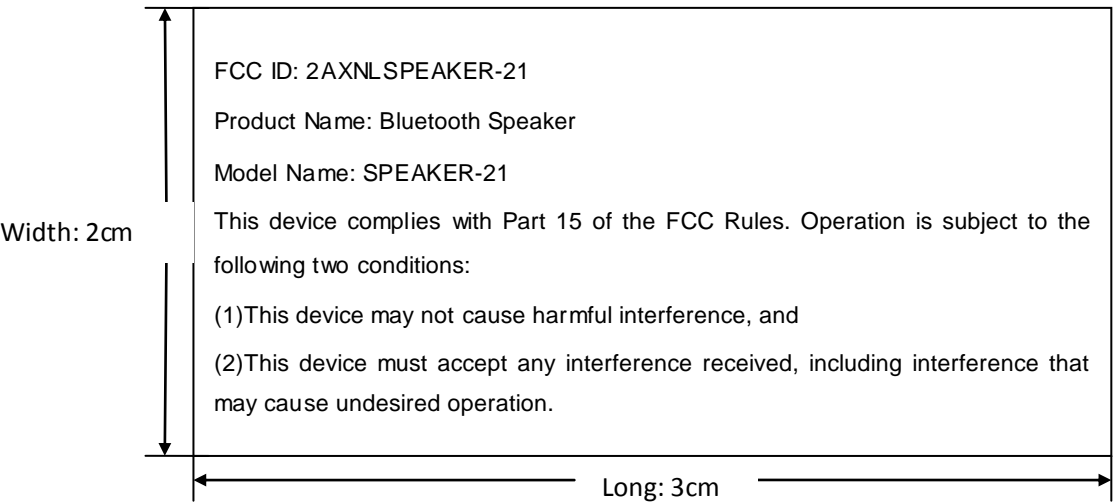 FCC ID: 2AXNLSPEAKER-21
Product Name: Bluetooth Speaker
Model Name: SPEAKER-21
Width: 2cm
This device complies with Part 15 of the FCC Rules. Operation is subject to the
following two conditions:
(1)This device may not cause harmful interference, and
(2)This device must accept any interference received, including interference that
may cause undesired operation.
Long: 3cm